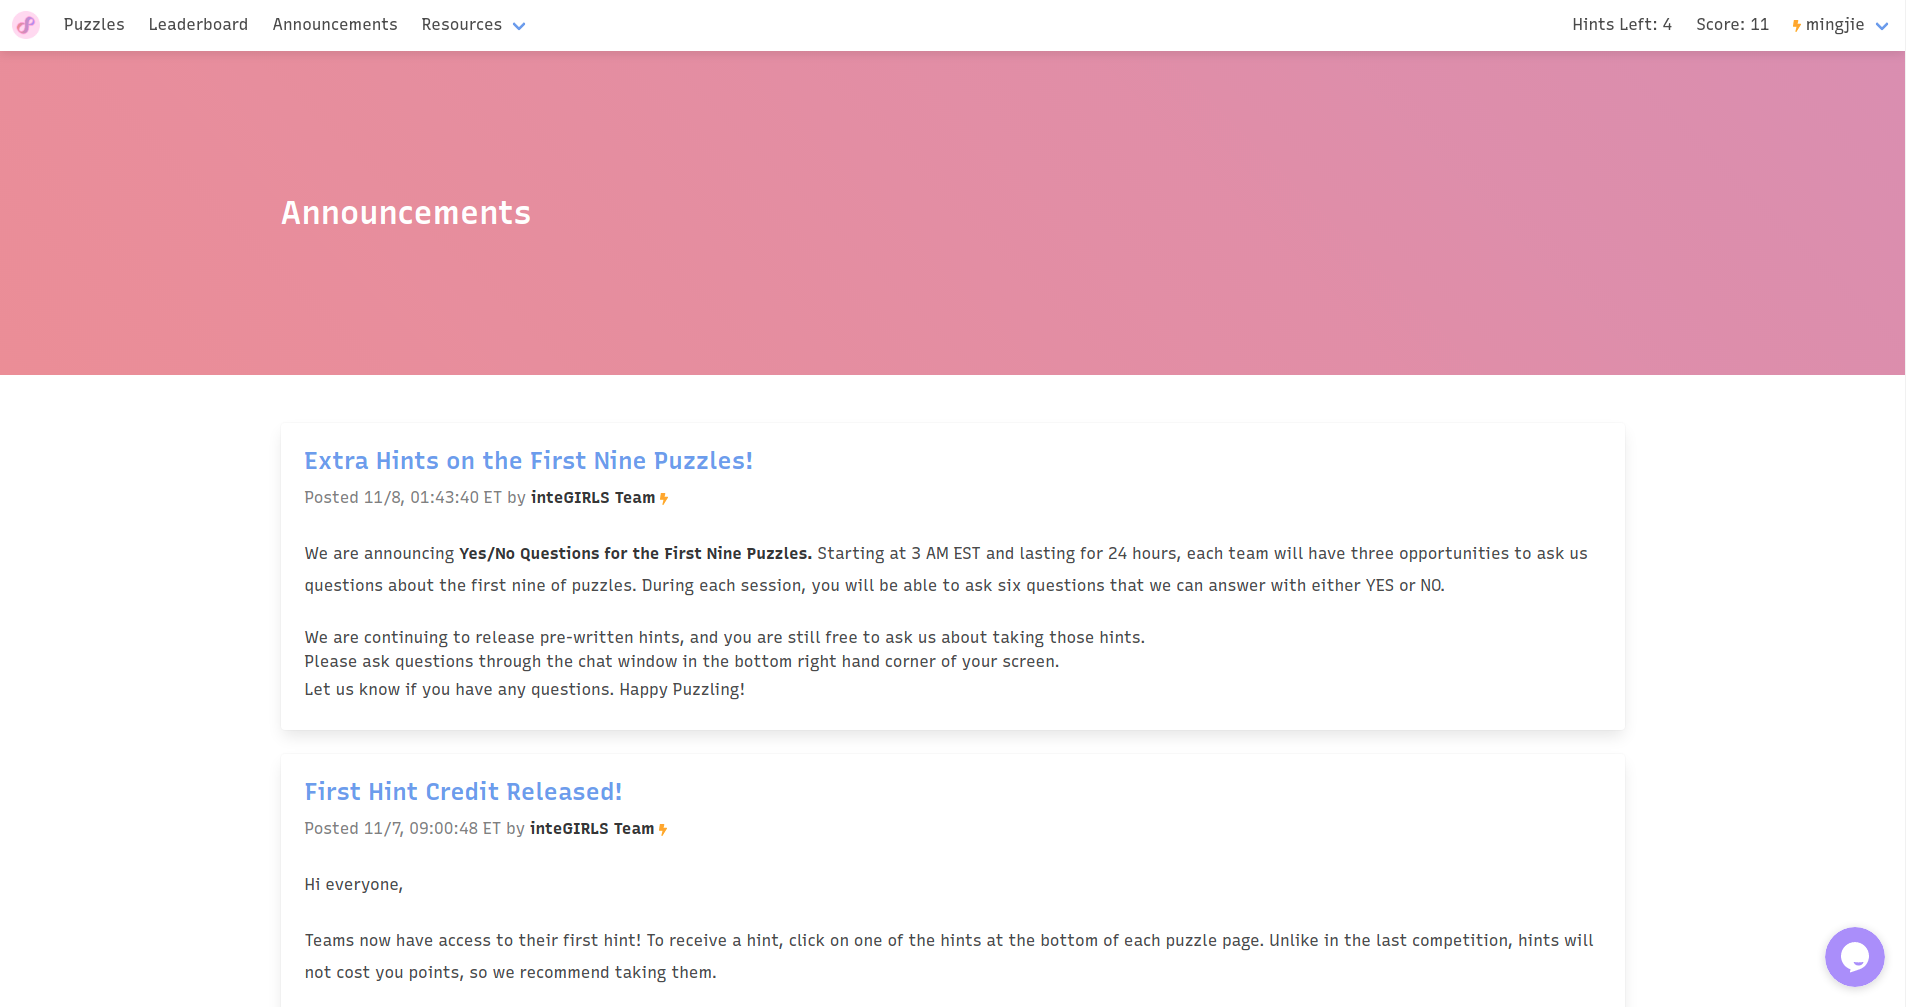 Puzzles Leaderboard Announcements Resources Hints Left: 4 Score: 11 mingjie
Announcements
Extra Hints on the First Nine Puzzles!
Posted 11/8, 01:43:40 ET by inteGIRLS Team
We are announcing Yes/No Questions for the First Nine Puzzles. Starting at 3 AM EST and lasting for 24 hours, each team will have three opportunities to ask us
questions about the first nine of puzzles. During each session, you will be able to ask six questions that we can answer with either YES or NO.
We are continuing to release pre-written hints, and you are still free to ask us about taking those hints.
Please ask questions through the chat window in the bottom right hand corner of your screen.
Let us know if you have any questions. Happy Puzzling!
First Hint Credit Released!
Posted 11/7, 09:00:48 ET by inteGIRLS Team
Hi everyone,
Teams now have access to their first hint! To receive a hint, click on one of the hints at the bottom of each puzzle page. Unlike in the last competition, hints will
not cost you points, so we recommend taking them.